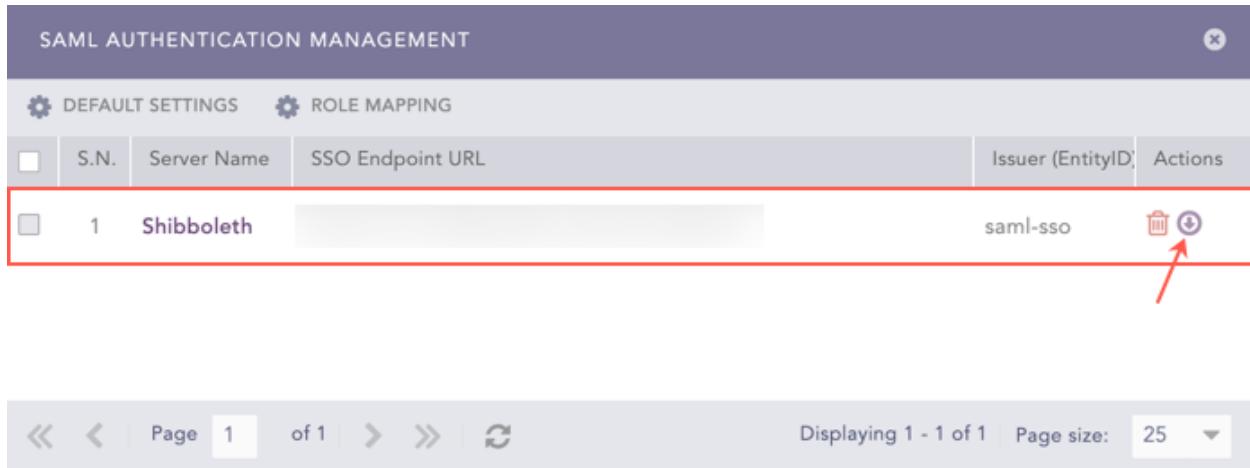 SAML AUTHENTICATION MANAGEMENT
DEFAULT SETTINGS ROLE MAPPING
S.N. Server Name SSO Endpoint URL Issuer (EntityID) Actions
1 Shibboleth saml-sso
Page 1 of 1 Displaying 1 - 1 of 1 Page size: 25